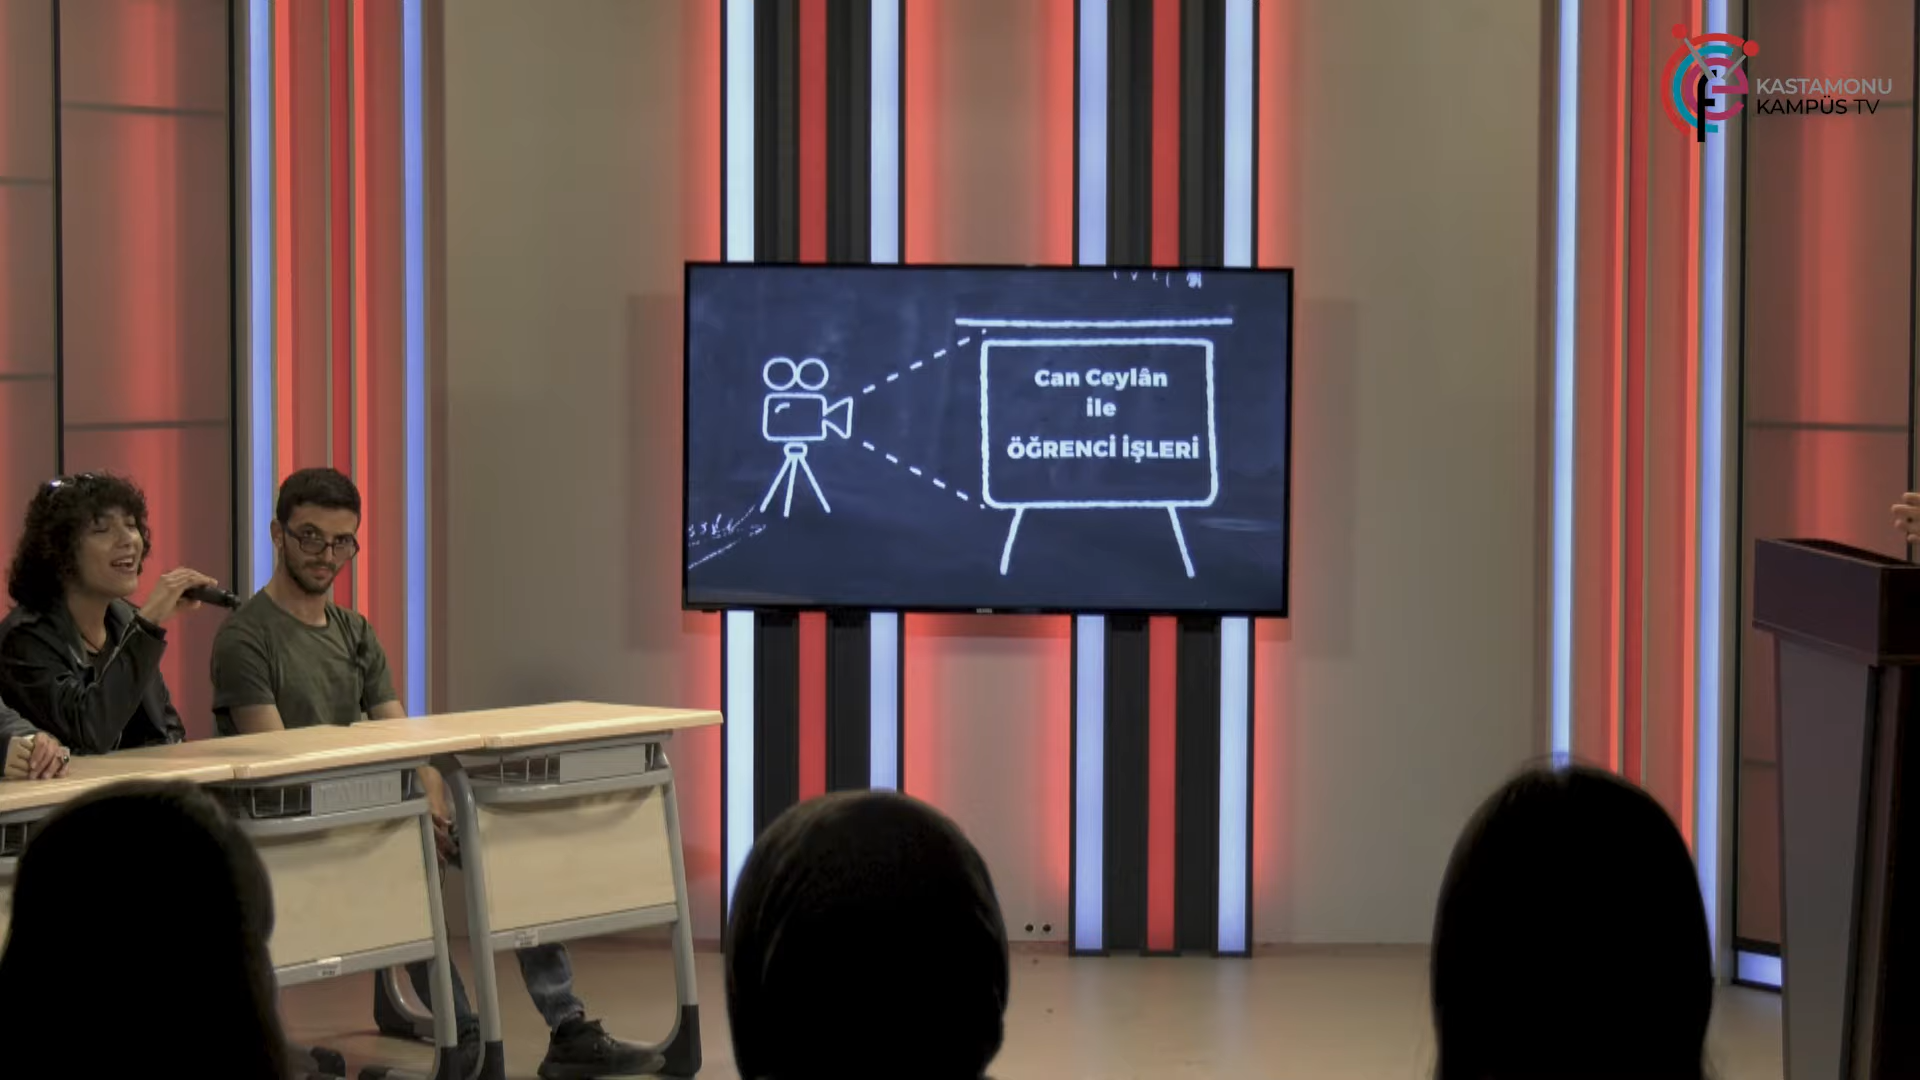 KASTAMONU
KAMPÜS TV
Can Ceylân
ile
ÖĞRENCİ İŞLERİ